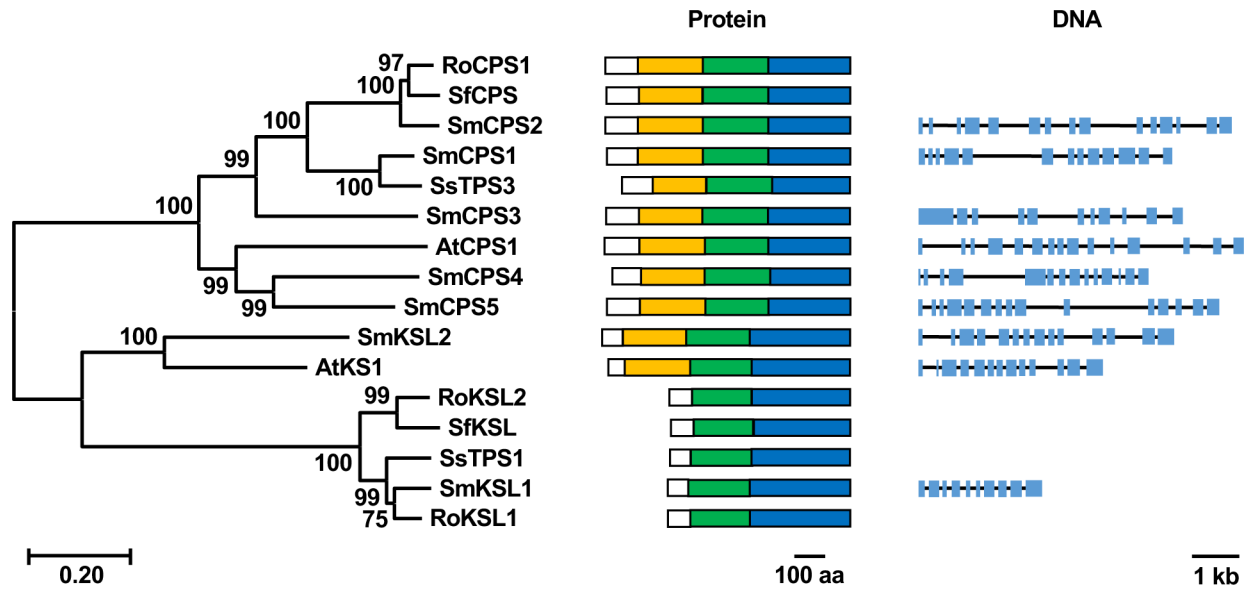 Protein DNA
97 RoCPS1
100
SfCPS
100 SmCPS2
99 SmCPS1
100 SsTPS3
100 SmCPS3
AtCPS1
99 SmCPS4
99 SmCPS5
100 SmKSL2
AtKS1
99 RoKSL2
SfKSL
100 SsTPS1
99 SmKSL1
75 RoKSL1
0.20 100 aa 1 kb